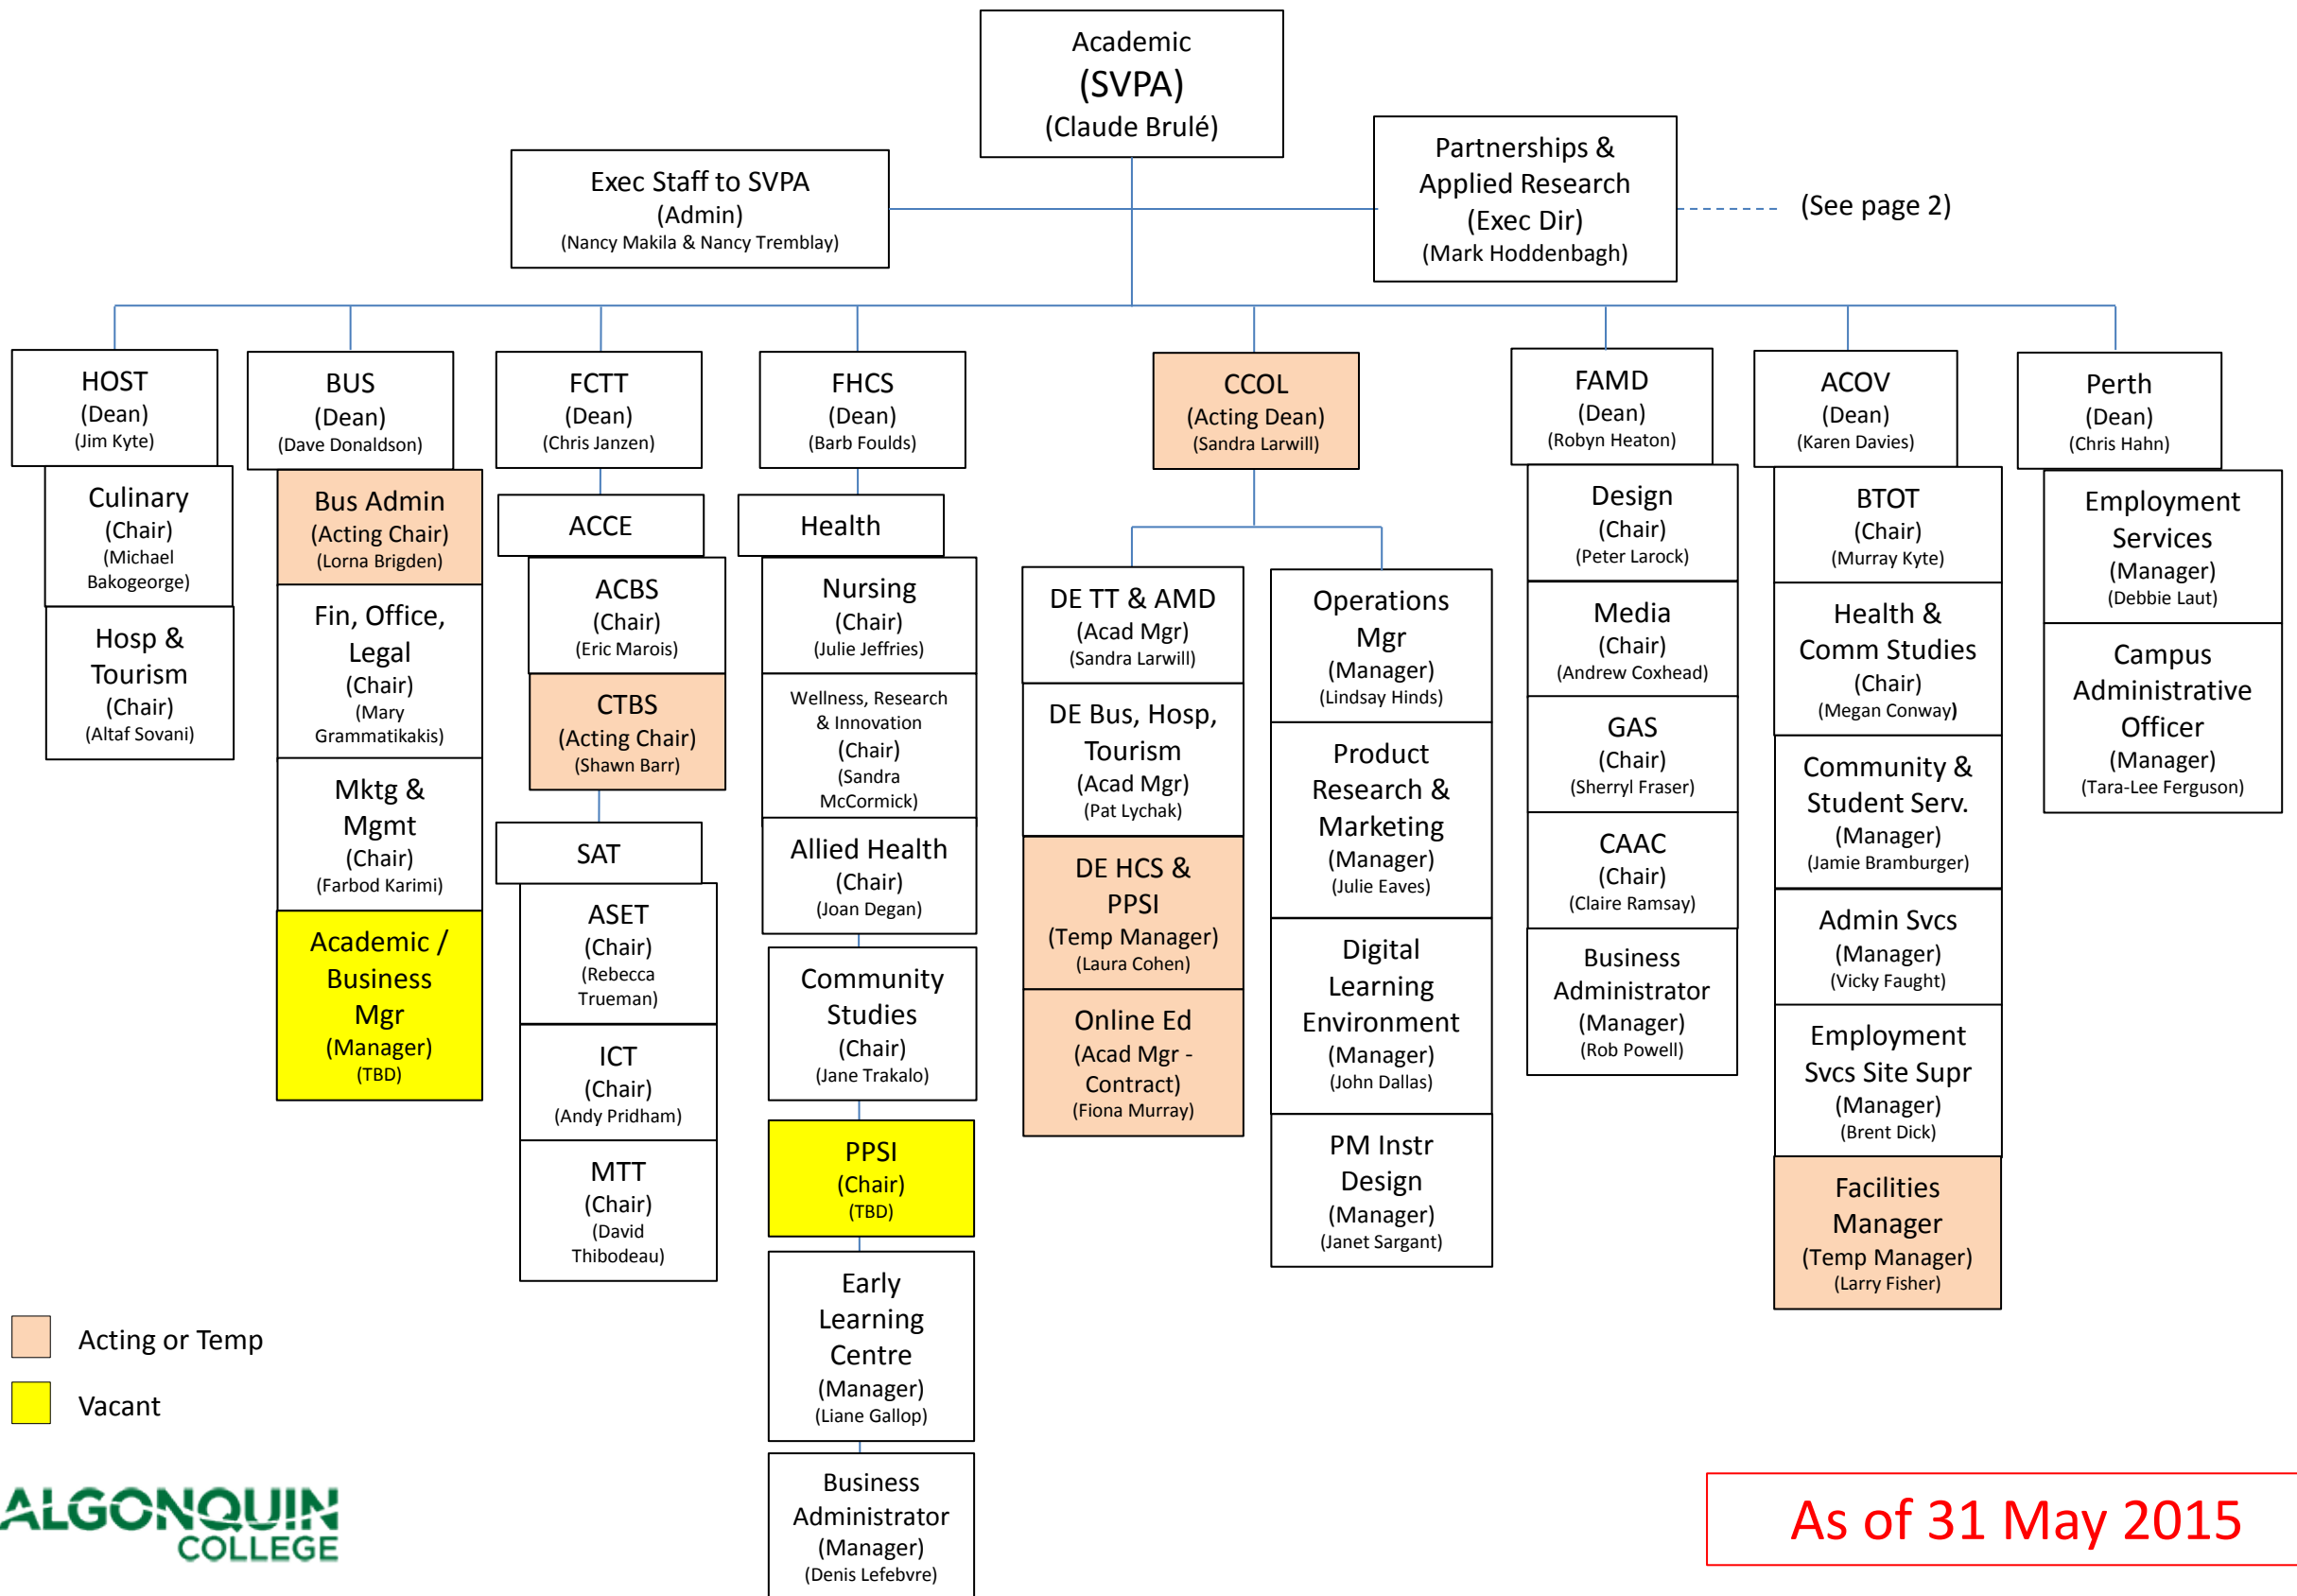 Academic
(SVPA)
(Claude Brulé)
Exec Staff to SVPA
(Admin)
(Nancy Makila & Nancy Tremblay)
Partnerships &
Applied Research
(Exec Dir)
(Mark Hoddenbagh)
(See page 2)
HOST
(Dean)
(Jim Kyte)
Culinary
(Chair)
(Michael
Bakogeorge)
Hosp &
Tourism
(Chair)
(Altaf Sovani)
BUS
(Dean)
(Dave Donaldson)
Bus Admin
(Acting Chair)
(Lorna Brigden)
Fin, Office,
Legal
(Chair)
(Mary
Grammatikakis)
Mktg &
Mgmt
(Chair)
(Farbod Karimi)
Academic /
Business
Mgr
(Manager)
(TBD)
FCTT
(Dean)
(Chris Janzen)
ACCE
ACBS
(Chair)
(Eric Marois)
CTBS
(Acting Chair)
(Shawn Barr)
SAT
ASET
(Chair)
(Rebecca
Trueman)
ICT
(Chair)
(Andy Pridham)
MTT
(Chair)
(David
Thibodeau)
FHCS
(Dean)
(Barb Foulds)
Health
Nursing
(Chair)
(Julie Jeffries)
Wellness, Research
& Innovation
(Chair)
(Sandra
McCormick)
Allied Health
(Chair)
(Joan Degan)
Community
Studies
(Chair)
(Jane Trakalo)
PPSI
(Chair)
(TBD)
Early
Learning
Centre
(Manager)
(Liane Gallop)
Business
Administrator
(Manager)
(Denis Lefebvre)
CCOL
(Acting Dean)
(Sandra Larwill)
DE TT & AMD
(Acad Mgr)
(Sandra Larwill)
DE Bus, Hosp,
Tourism
(Acad Mgr)
(Pat Lychak)
DE HCS &
PPSI
(Temp Manager)
(Laura Cohen)
Online Ed
(Acad Mgr -
Contract)
(Fiona Murray)
Operations
Mgr
(Manager)
(Lindsay Hinds)
Product
Research &
Marketing
(Manager)
(Julie Eaves)
Digital
Learning
Environment
(Manager)
(John Dallas)
PM Instr
Design
(Manager)
(Janet Sargant)
FAMD
(Dean)
(Robyn Heaton)
Design
(Chair)
(Peter Larock)
Media
(Chair)
(Andrew Coxhead)
GAS
(Chair)
(Sherryl Fraser)
CAAC
(Chair)
(Claire Ramsay)
Business
Administrator
(Manager)
(Rob Powell)
ACOV
(Dean)
(Karen Davies)
BTOT
(Chair)
(Murray Kyte)
Health &
Comm Studies
(Chair)
(Megan Conway)
Community &
Student Serv.
(Manager)
(Jamie Bramburger)
Admin Svcs
(Manager)
(Vicky Faught)
Employment
Svcs Site Supr
(Manager)
(Brent Dick)
Facilities
Manager
(Temp Manager)
(Larry Fisher)
Perth
(Dean)
(Chris Hahn)
Employment
Services
(Manager)
(Debbie Laut)
Campus
Administrative
Officer
(Manager)
(Tara-Lee Ferguson)
Acting or Temp
Vacant
ALGONQUIN
COLLEGE
As of 31 May 2015